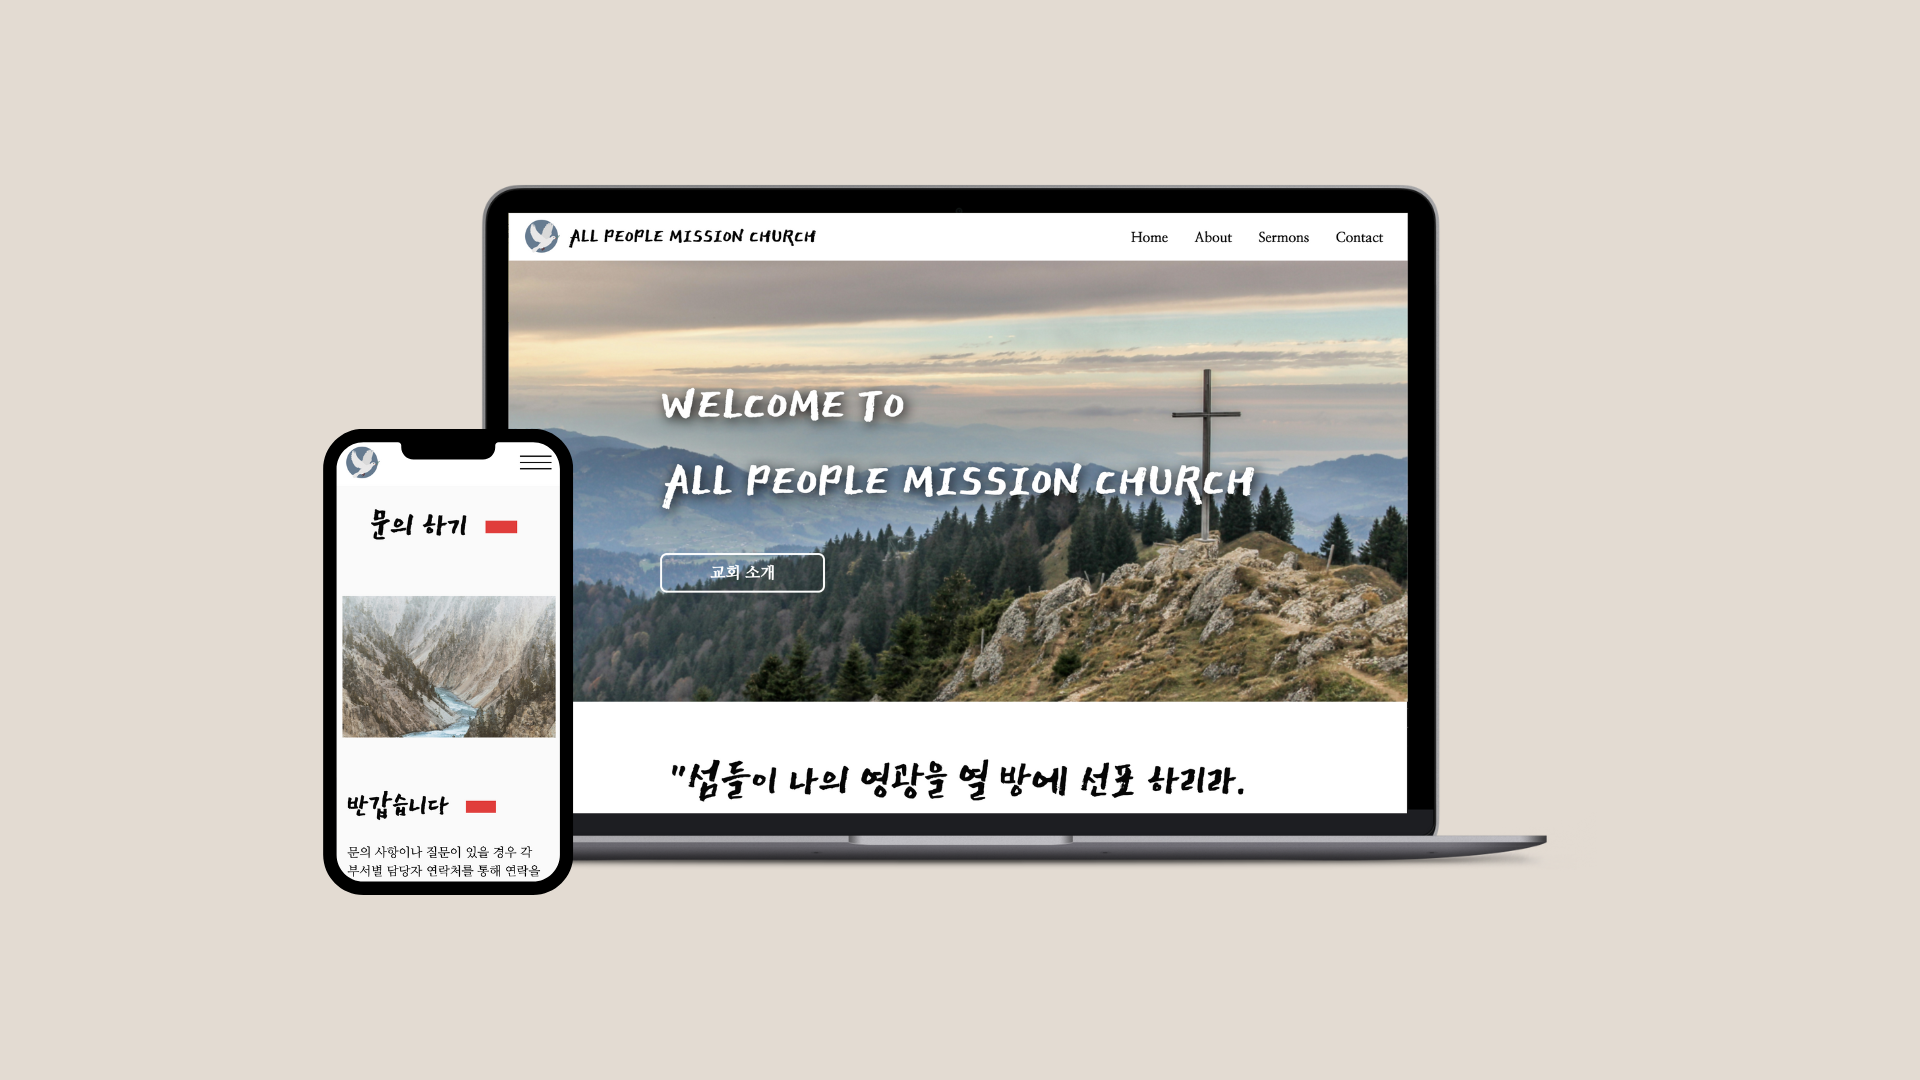 ALL PEOPLE MISSION CHURCH
Home About Sermons Contact
WELCOME TO
ALL PEOPLE MISSION CHURCH
교회 소개
"섬들이 나의 영광을 열 방에 선포 하리라.
문의 하기
반갑습니다
문의 사항이나 질문이 있을 경우 각
부서별 담당자 연락처를 통해 연락을